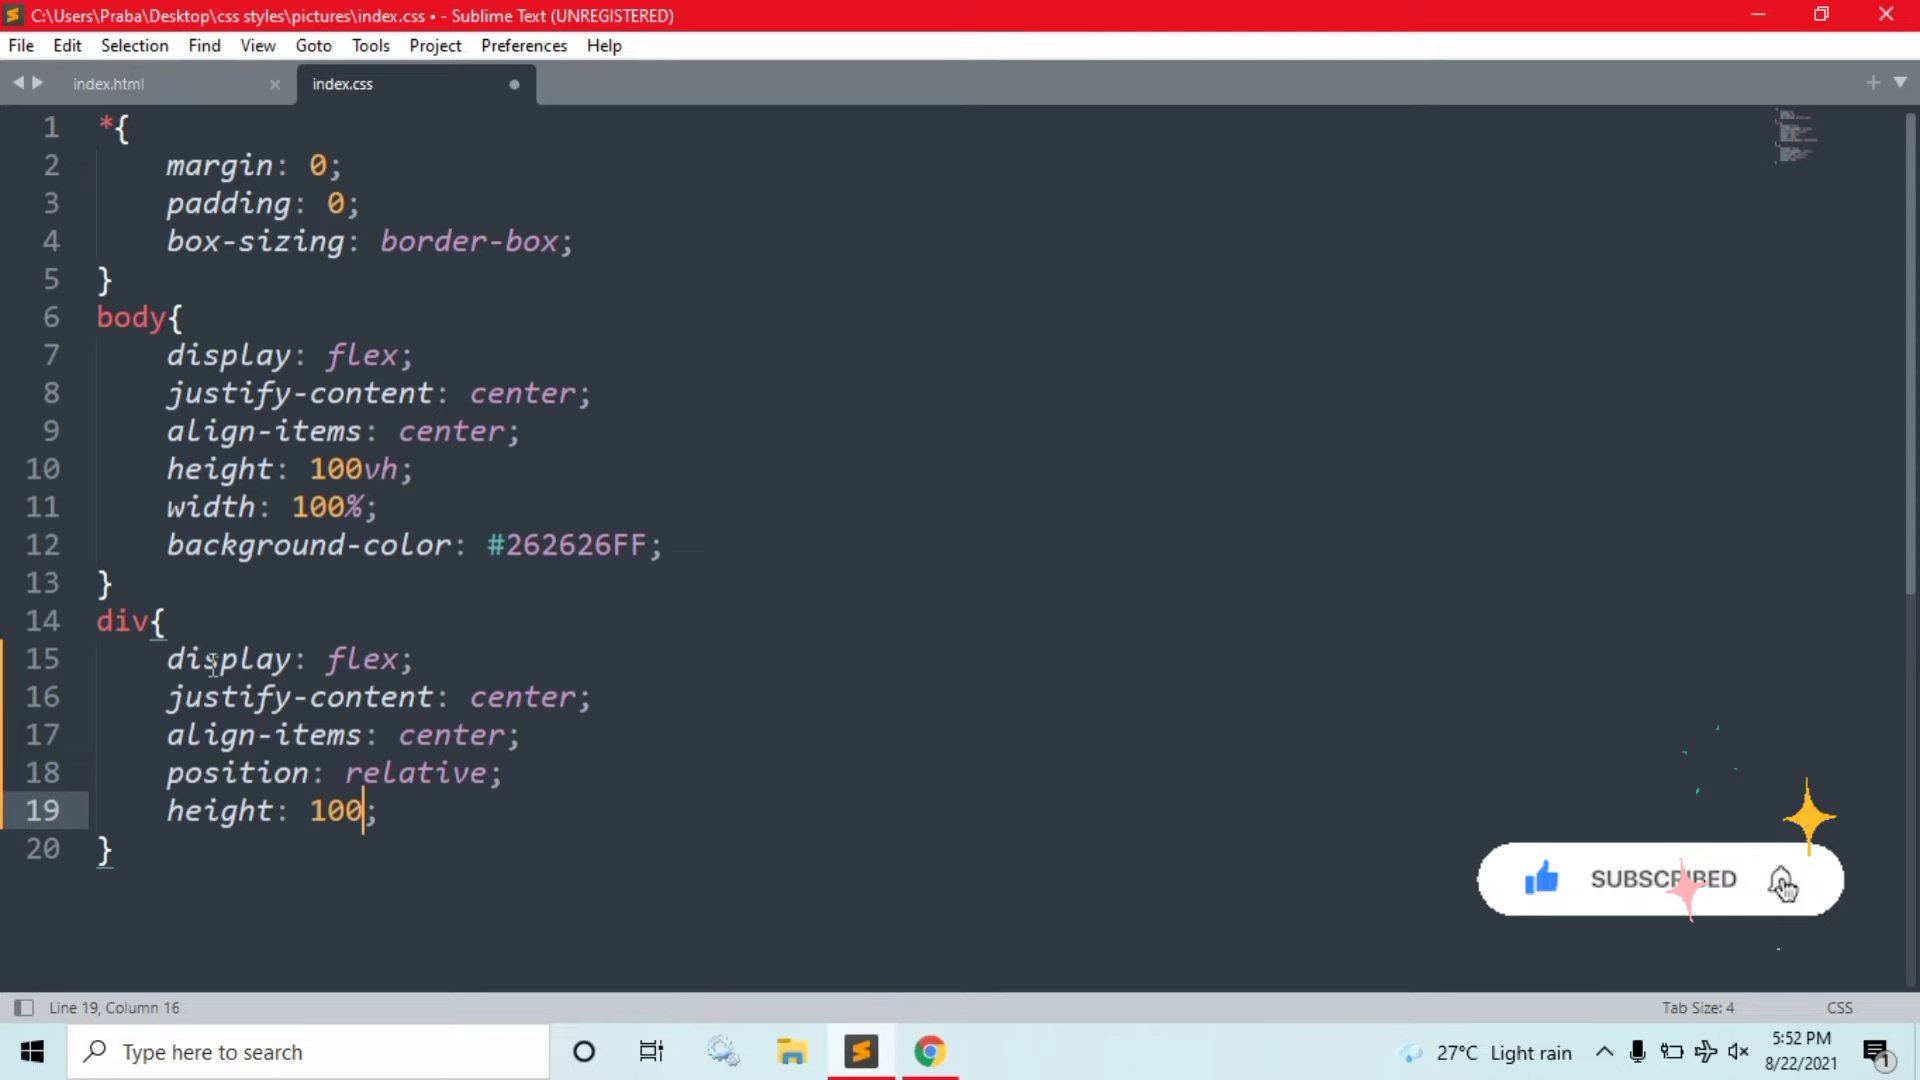 C:\Users\Praba\Desktop\css styles\pictures\index.css • - Sublime Text (UNREGISTERED)
File Edit Selection Find View Goto Tools Project Preferences Help
index.html index.css
1 *{
2 margin: 0;
3 padding: 0;
4 box-sizing: border-box;
5 }
6 body{
7 display: flex;
8 justify-content: center;
9 align-items: center;
10 height: 100vh;
11 width: 100%;
12 background-color: #262626FF;
13 }
14 div{
15 display: flex;
16 justify-content: center;
17 align-items: center;
18 position: relative;
19 height: 100;
20 }
SUBSCRIBED
Line 19, Column 16 Tab Size: 4 CSS
Type here to search 27°C Light rain 5:52 PM
8/22/2021 1